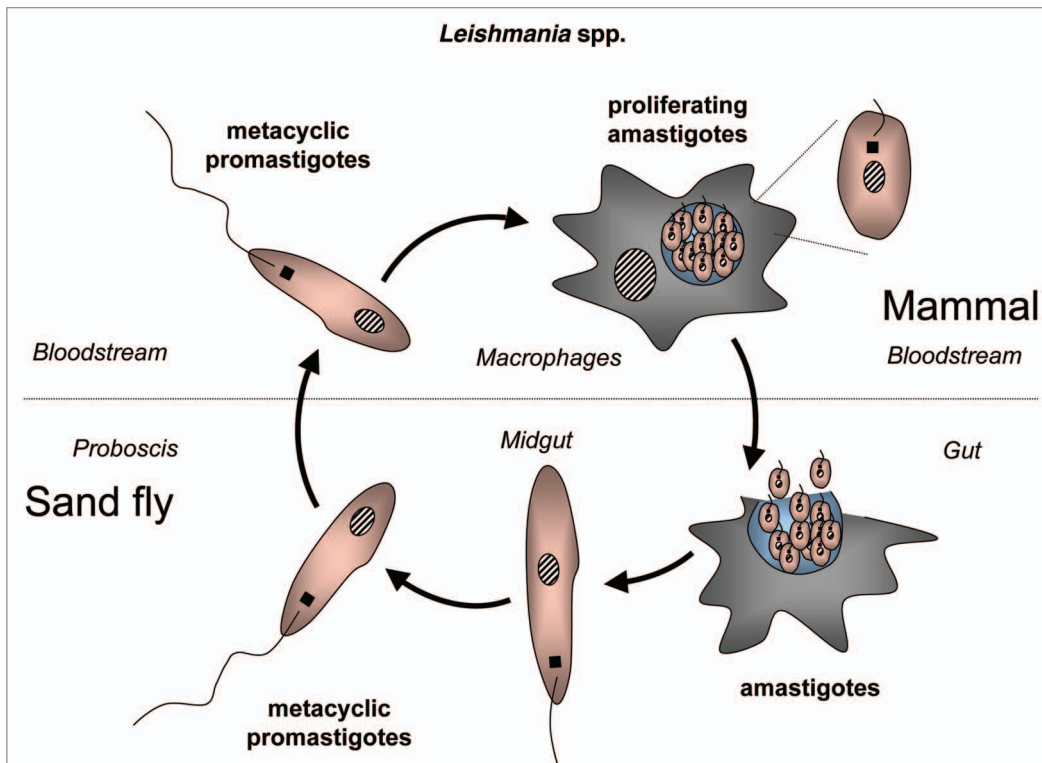 Leishmania spp.
metacyclic
promastigotes
proliferating
amastigotes
Mammal
Bloodstream
Macrophages
Bloodstream
Proboscis
Sand fly
Midgut
Gut
metacyclic
promastigotes
amastigotes